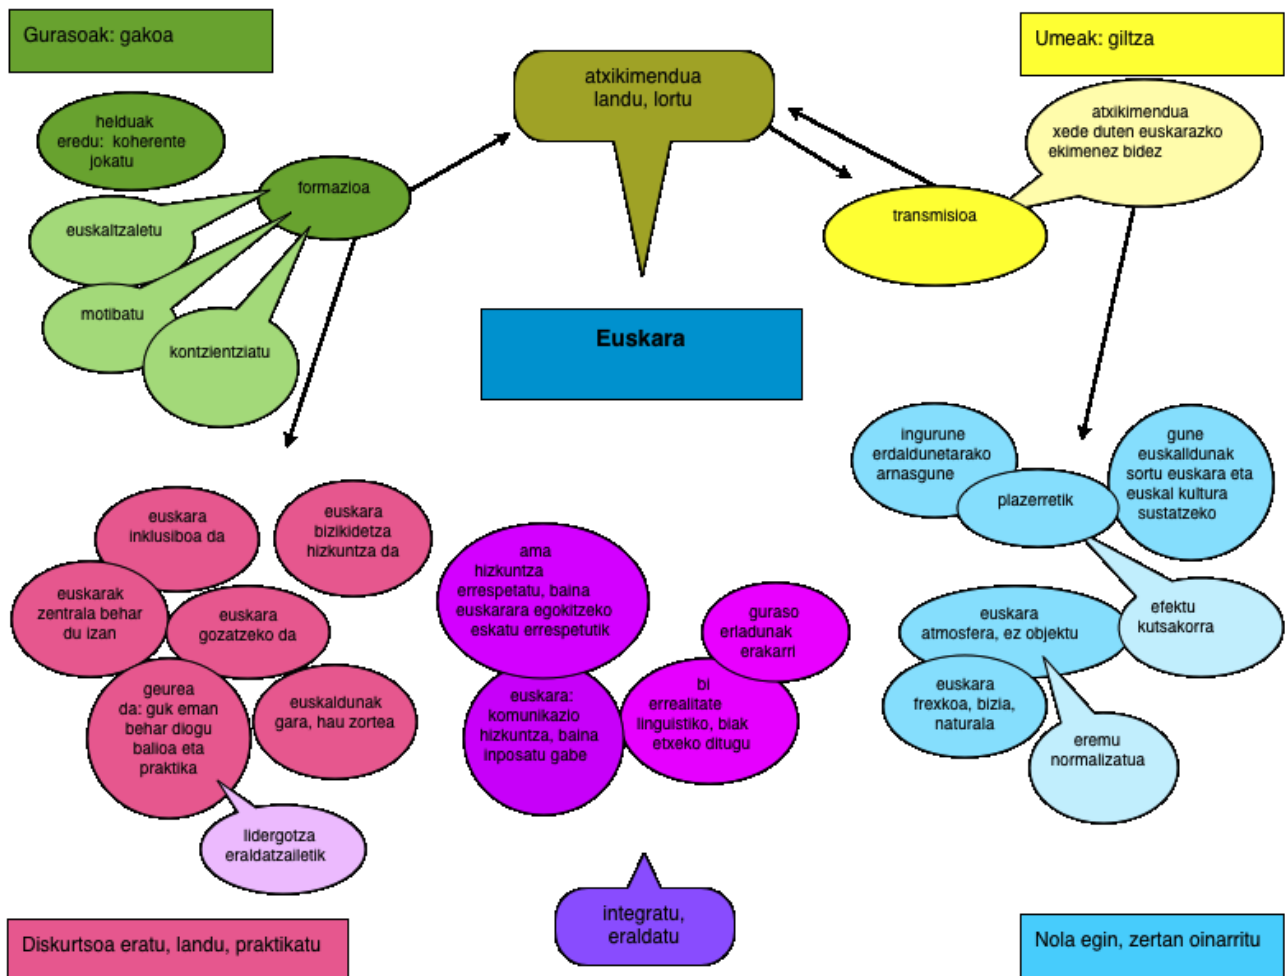 Gurasoak: gakoa
Umeak: giltza
atxikimendua
landu, lortu
atxikimendua
xede duten euskarazko
ekimenez bidez
helduak
eredu: koherente
jokatu
formazioa
transmisioa
euskaltzaletu
motibatu
kontzientziatu
Euskara
ingurune
erdaldunetarako
arnasgune
gune
euskalldunak
sortu euskara eta
euskal kultura
sustatzeko
plazerretik
euskara
inklusiboa da
euskara
bizikidetza
hizkuntza da
euskarak
zentrala behar
du izan
euskara
gozatzeko da
geurea
da: guk eman
behar diogu
balioa eta
praktika
euskaldunak
gara, hau zortea
lidergotza
eraldatzailetik
ama
hizkuntza
errespetatu, baina
euskarara egokitzeko
eskatu errespetutik
guraso
erladunak
erakarri
euskara:
komunikazio
hizkuntza, baina
inposatu gabe
bi
errealitate
linguistiko, biak
etxeko ditugu
efektu
kutsakorra
euskara
atmosfera, ez objektu
euskara
frexkoa, bizia,
naturala
eremu
normalizatua
integratu,
eraldatu
Diskurtsoa eratu, landu, praktikatu
Nola egin, zertan oinarritu